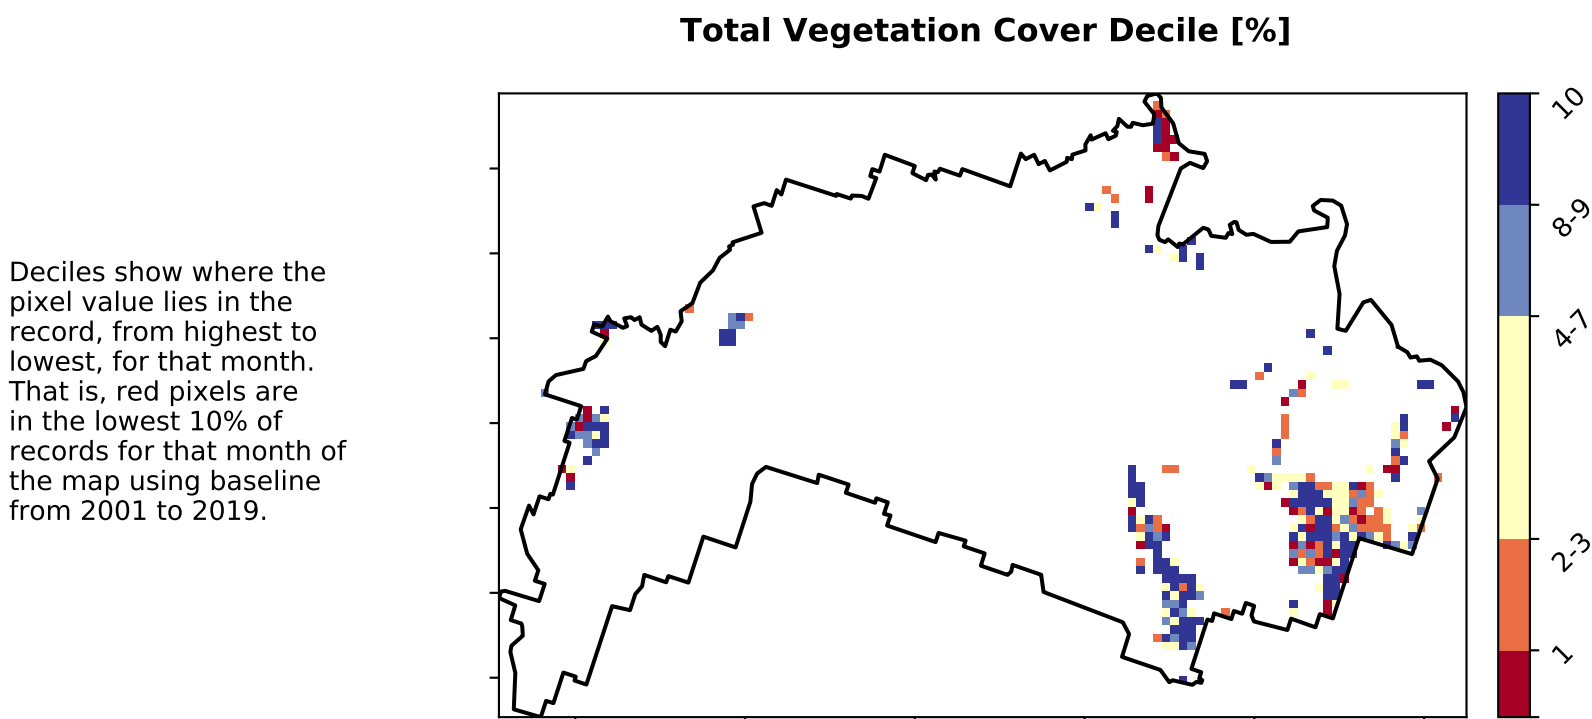 Total Vegetation Cover Decile [%]
Deciles show where the
pixel value lies in the
record, from highest to
lowest, for that month.
That is, red pixels are
in the lowest 10% of
records for that month of
the map using baseline
from 2001 to 2019.
10
8-9
4-7
2-3
1